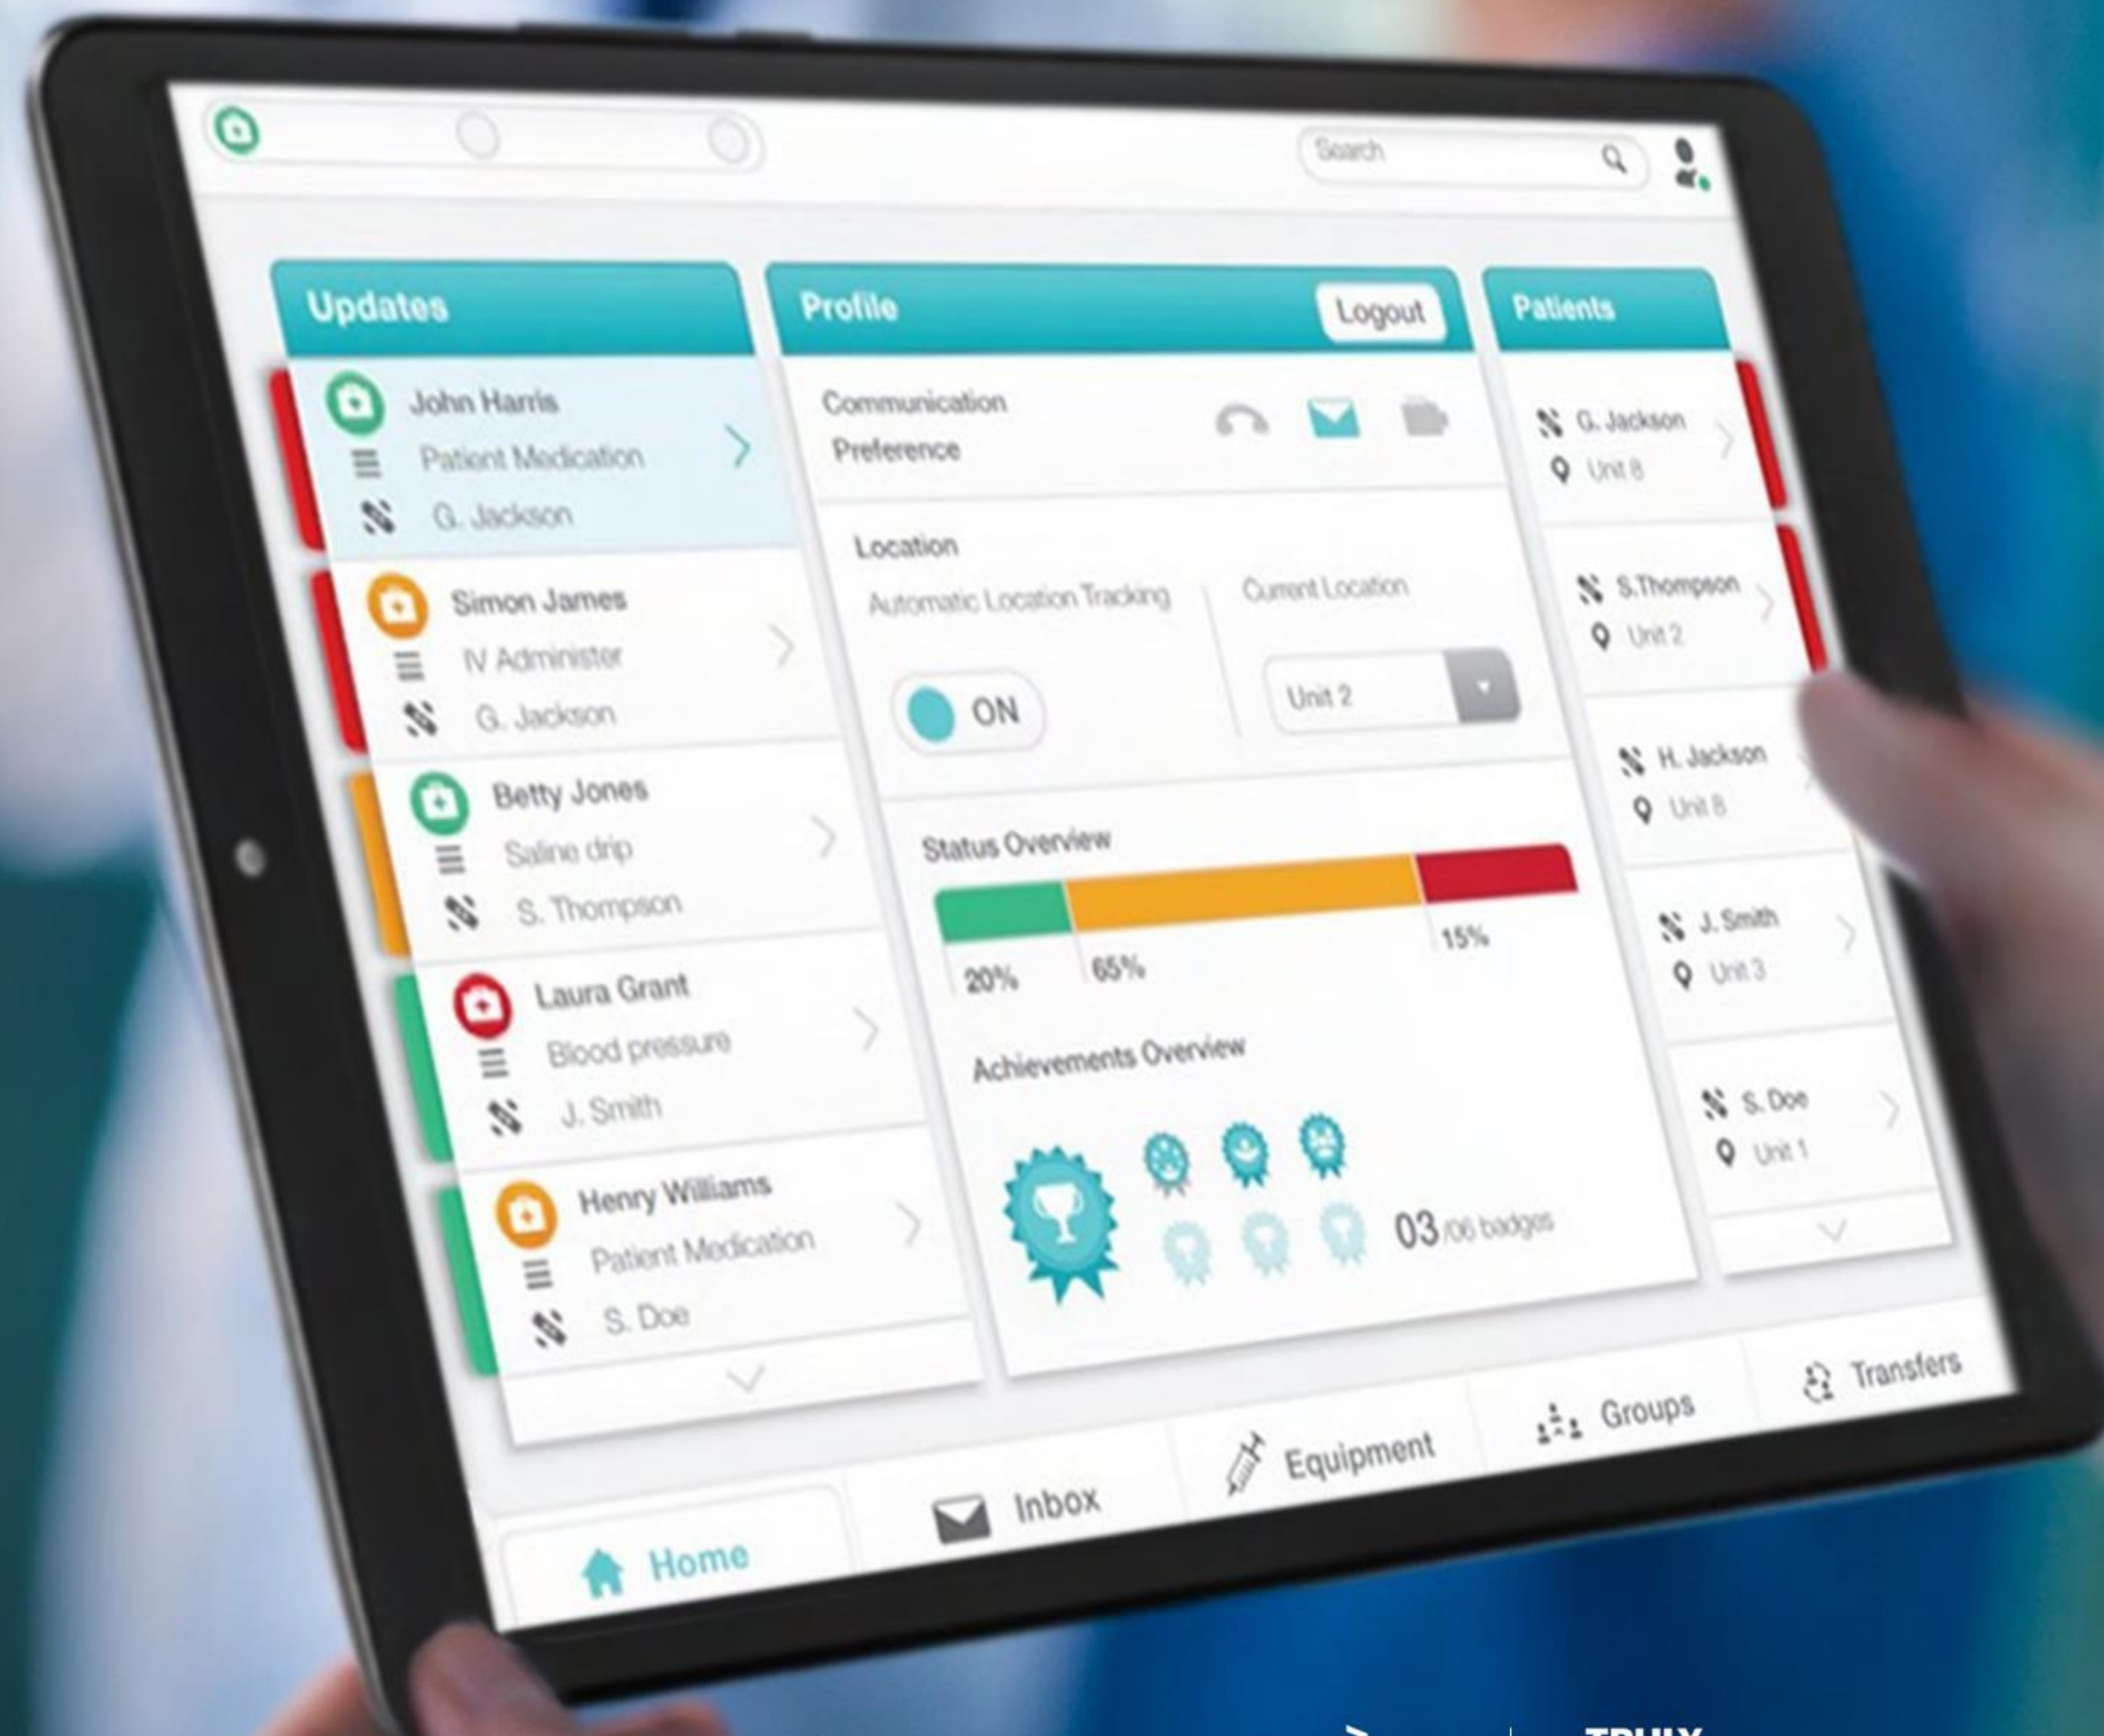 Search
Updates
John Harris
Patient Medication
G. Jackson
Simon James
IV Administer
G. Jackson
Betty Jones
Saline drip
S. Thompson
Laura Grant
Blood pressure
J. Smith
Henry Williams
Patient Medication
S. Doe
Profile
Logout
Communication
Preference
Location
Automatic Location Tracking
Current Location
ON
Unit 2
Status Overview
20%
65%
15%
Achievements Overview
03/06 badges
Patients
G. Jackson
Unit 8
S.Thompson
Unit 2
H. Jackson
Unit 8
J. Smith
Unit 3
S. Doe
Unit 1
Home
Inbox
Equipment
Groups
Transfers